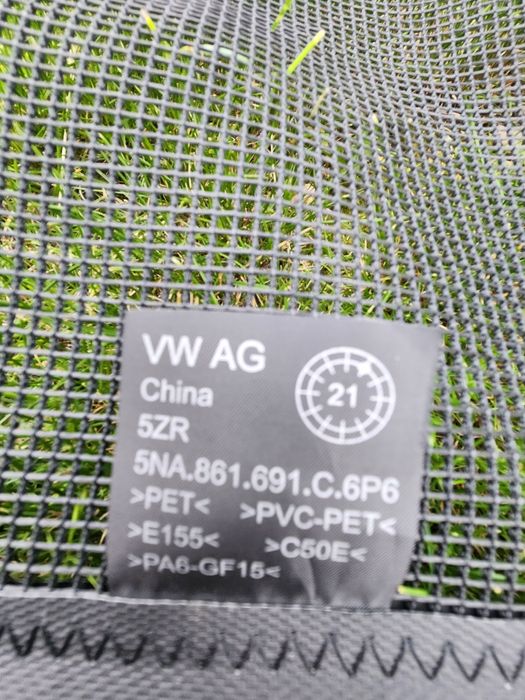 VW AG
China
21
5ZR
5NA.861.691.C.6P6
>PET< >PVC-PET<
>E155< >C50E<
>PA6-GF15<